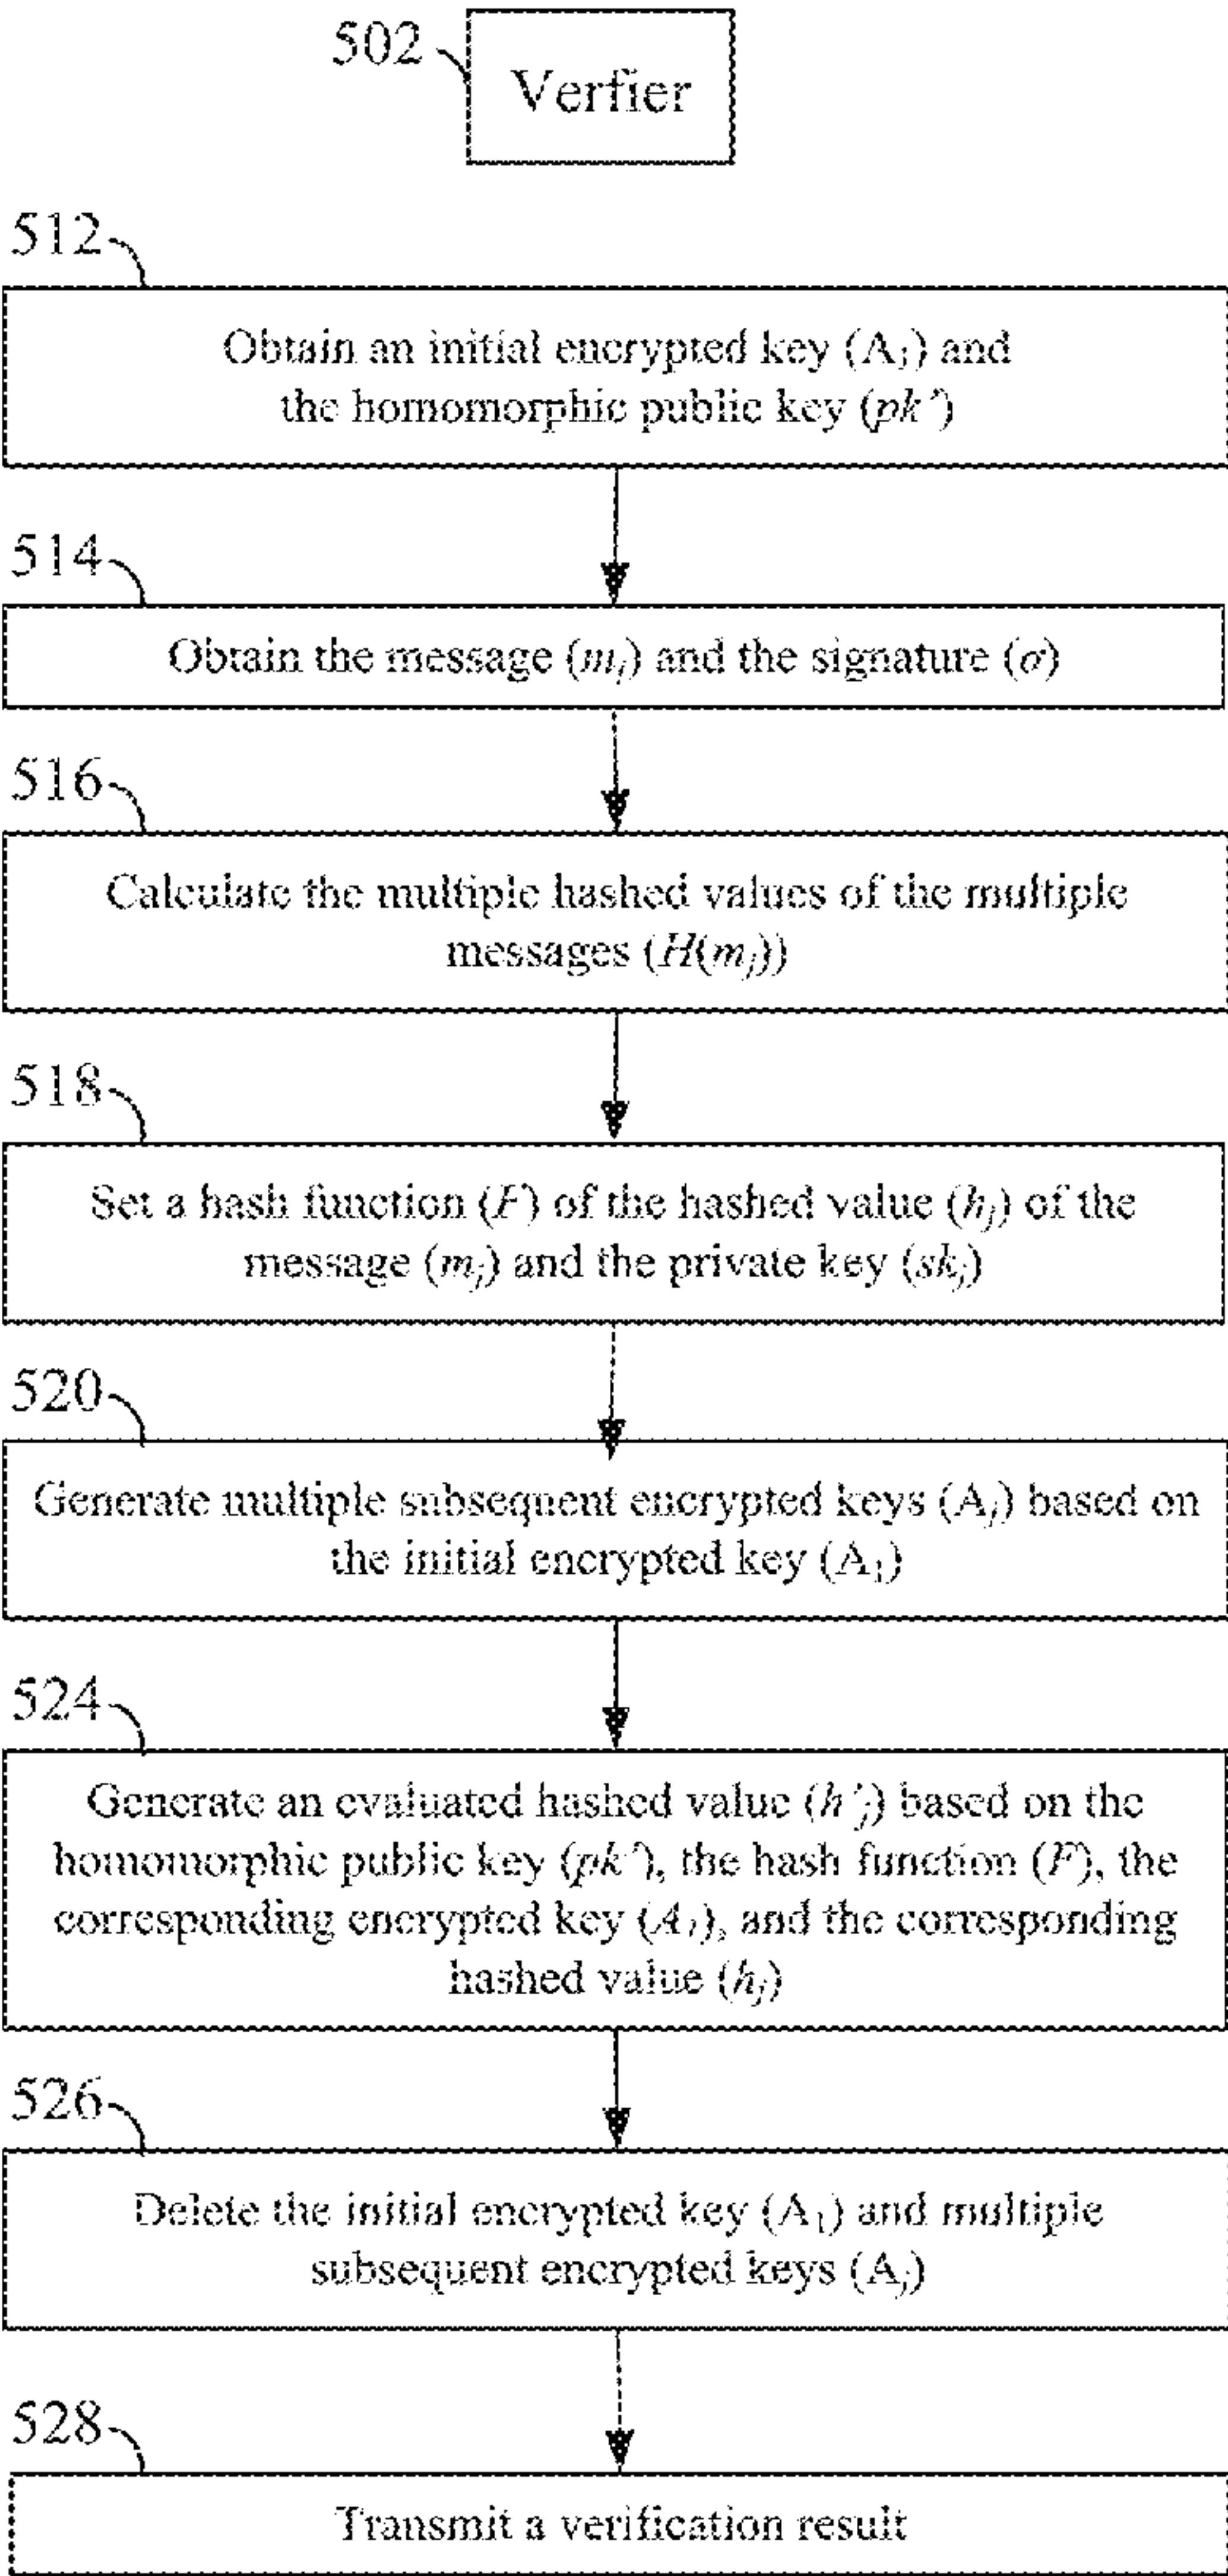 502
Verfier
512
Obtain an initial encrypted key (A₁) and
the homomorphic public key (pk')
514
Obtain the message (mⱼ) and the signature (σ)
516
Calculate the multiple hashed values of the multiple
messages (H(mⱼ))
518
Set a hash function (F) of the hashed value (hⱼ) of the
message (mⱼ) and the private key (skⱼ)
520
Generate multiple subsequent encrypted keys (Aⱼ) based on
the initial encrypted key (A₁)
524
Generate an evaluated hashed value (h'ⱼ) based on the
homomorphic public key (pk'), the hash function (F), the
corresponding encrypted key (Aⱼ), and the corresponding
hashed value (hⱼ)
526
Delete the initial encrypted key (A₁) and multiple
subsequent encrypted keys (Aⱼ)
528
Transmit a verification result